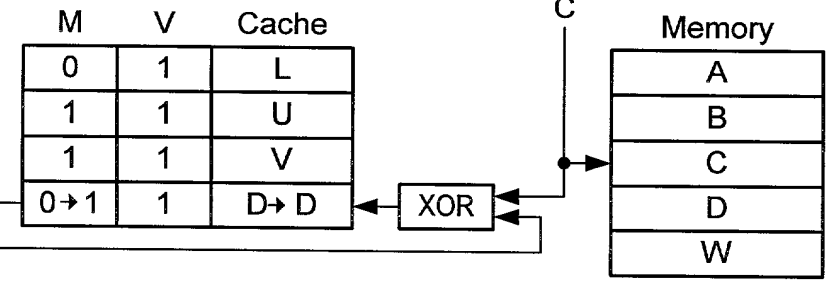 C
M V Cache Memory
0 1 L A
1 1 U B
1 1 V C
0→1 1 D→D XOR D
W